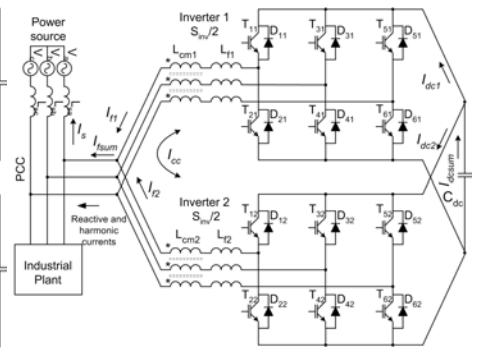 Power
source
Inverter 1
S_inv/2
T_11
D_11
T_31
D_31
T_51
D_51
V
V
V
L_cm1
L_f1
I_f1
I_dc1
L
L
L
I_s
I_fsum
T_21
D_21
T_41
D_41
T_61
D_61
I_cc
I_dc2
I_dcsum
PCC
I_f2
C_dc
Reactive and
harmonic
currents
Inverter 2
S_inv/2
T_12
D_12
T_32
D_32
T_52
D_52
L_cm2
L_f2
Industrial
Plant
T_22
D_22
T_42
D_42
T_62
D_62